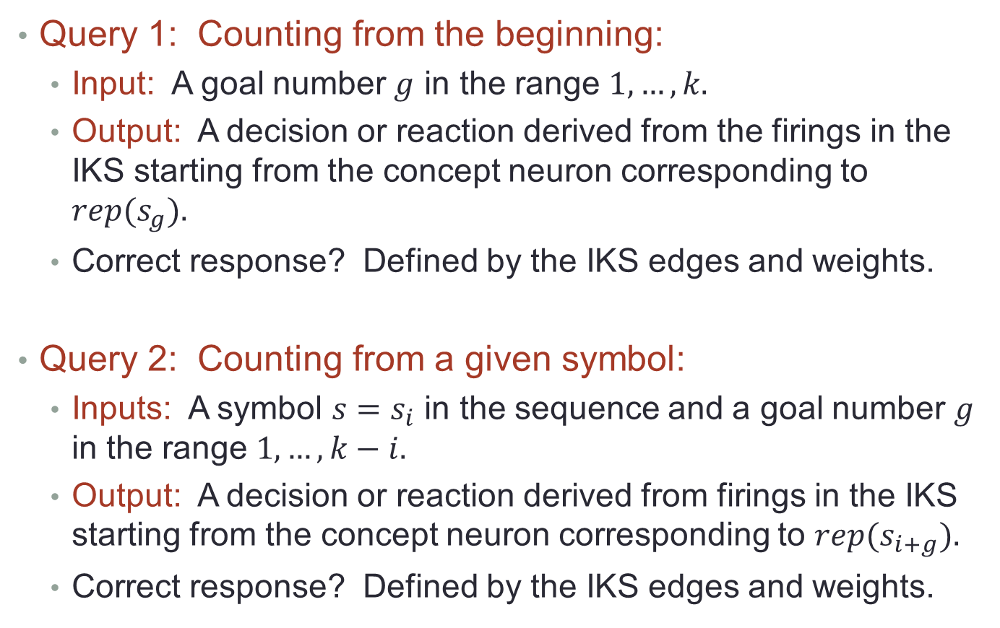 • Query 1: Counting from the beginning:
• Input: A goal number g in the range 1, … , k.
• Output: A decision or reaction derived from the firings in the
IKS starting from the concept neuron corresponding to
rep(s_g).
• Correct response? Defined by the IKS edges and weights.
• Query 2: Counting from a given symbol:
• Inputs: A symbol s = s_i in the sequence and a goal number g
in the range 1, … , k − i.
• Output: A decision or reaction derived from firings in the IKS
starting from the concept neuron corresponding to rep(s_{i+g}).
• Correct response? Defined by the IKS edges and weights.